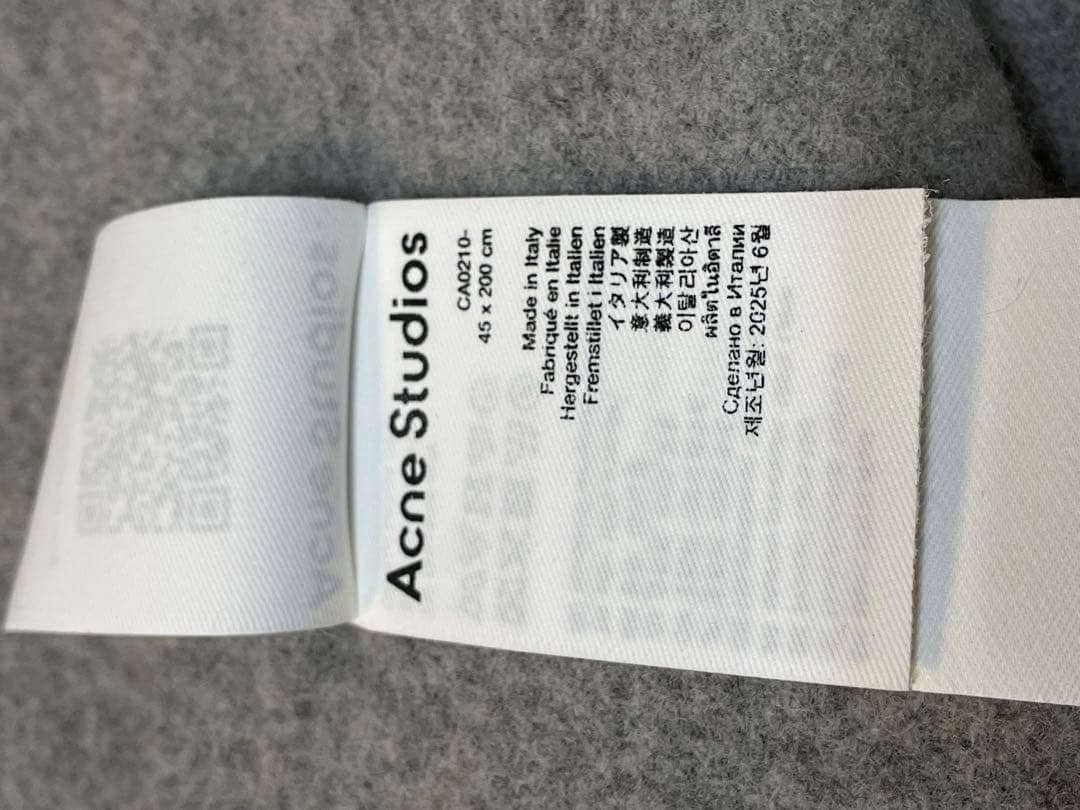 Acne Studios
CA0210-
45 x 200 cm
Made in Italy
Fabriqué en Italie
Hergestellt in Italien
Fremstillet i Italien
イタリア製
意大利制造
義大利製造
이탈리아산
ผลิตในอิตาลี
Сделано в Италии
제조년월: 2025년 6월